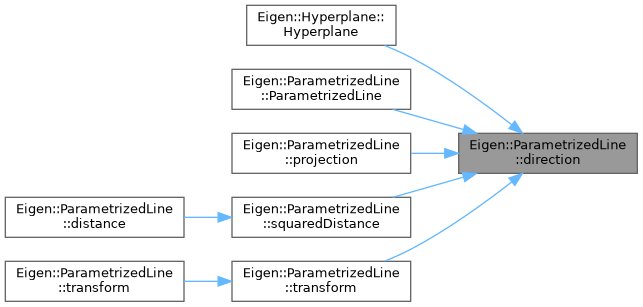 Eigen::Hyperplane::
Hyperplane
Eigen::ParametrizedLine
::ParametrizedLine
Eigen::ParametrizedLine
::projection
Eigen::ParametrizedLine
::direction
Eigen::ParametrizedLine
::distance
Eigen::ParametrizedLine
::squaredDistance
Eigen::ParametrizedLine
::transform
Eigen::ParametrizedLine
::transform